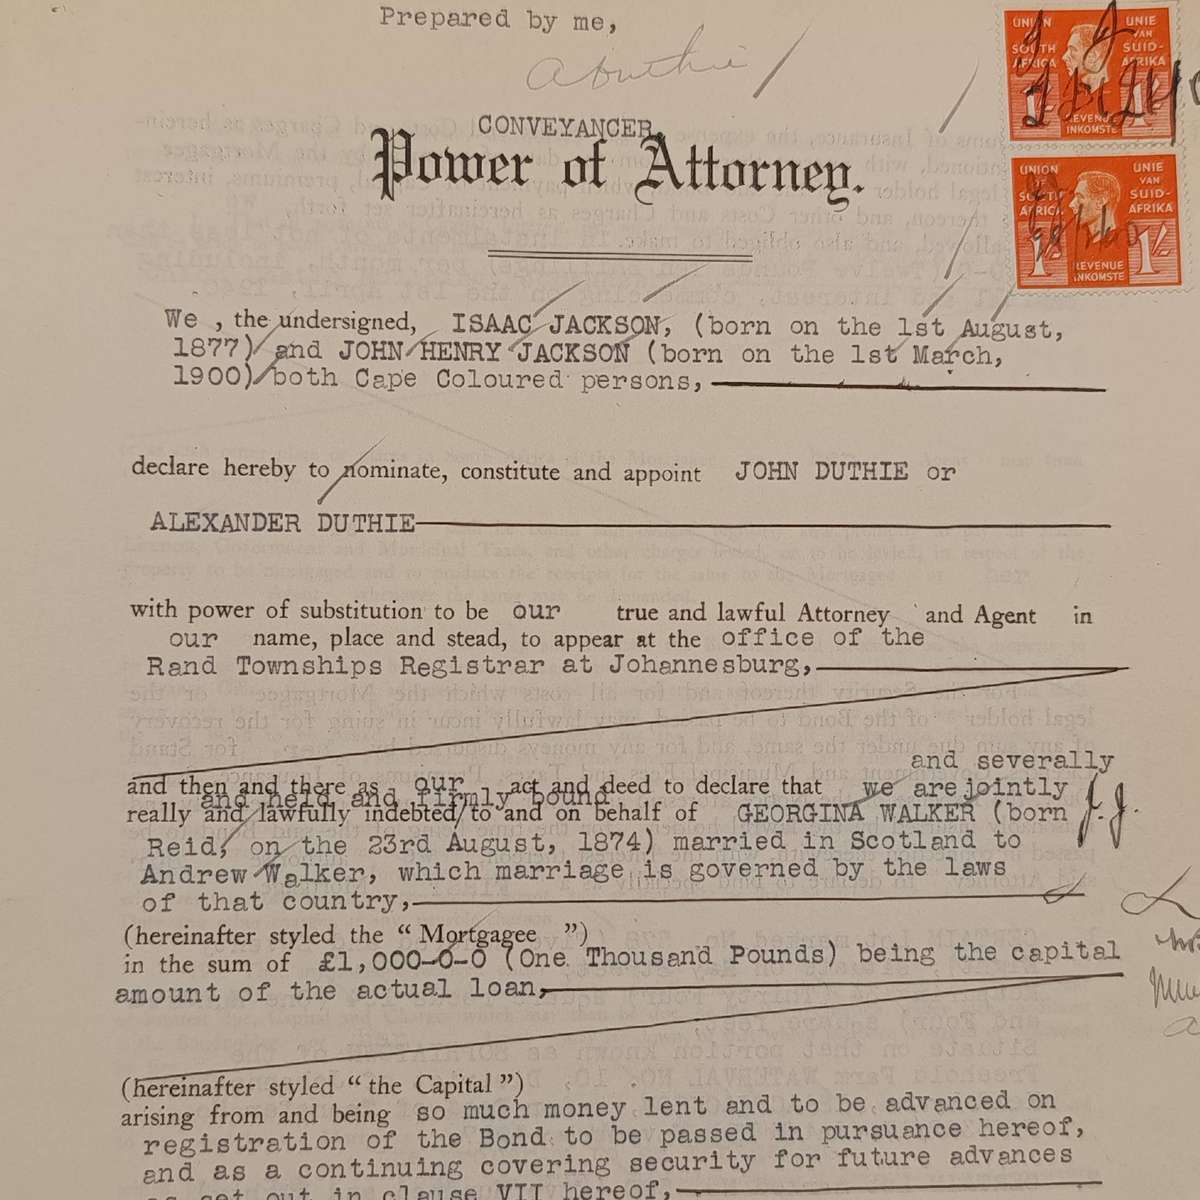 Prepared by me,
A Duthie
CONVEYANCER.
Power of Attorney.
UNION OF SOUTH AFRICA
UNIE VAN SUID-AFRIKA
1/- REVENUE INKOMSTE 1/-
UNION OF SOUTH AFRICA
UNIE VAN SUID-AFRIKA
1/- REVENUE INKOMSTE 1/-
We, the undersigned, ISAAC JACKSON, (born on the 1st August,
1877) and JOHN HENRY JACKSON (born on the 1st March,
1900) both Cape Coloured persons,
declare hereby to nominate, constitute and appoint JOHN DUTHIE or
ALEXANDER DUTHIE
with power of substitution to be our true and lawful Attorney and Agent in
our name, place and stead, to appear at the office of the
Rand Townships Registrar at Johannesburg,
and severally
and then and there as our act and deed to declare that we are jointly
and held and firmly bound
really and lawfully indebted to and on behalf of GEORGINA WALKER (born J.J.
Reid, on the 23rd August, 1874) married in Scotland to
Andrew Walker, which marriage is governed by the laws
of that country,
(hereinafter styled the “Mortgagee ”)
in the sum of £1,000-0-0 (One Thousand Pounds) being the capital
amount of the actual loan,
(hereinafter styled “the Capital”)
arising from and being so much money lent and to be advanced on
registration of the Bond to be passed in pursuance hereof,
and as a continuing covering security for future advances
as set out in clause VII hereof,